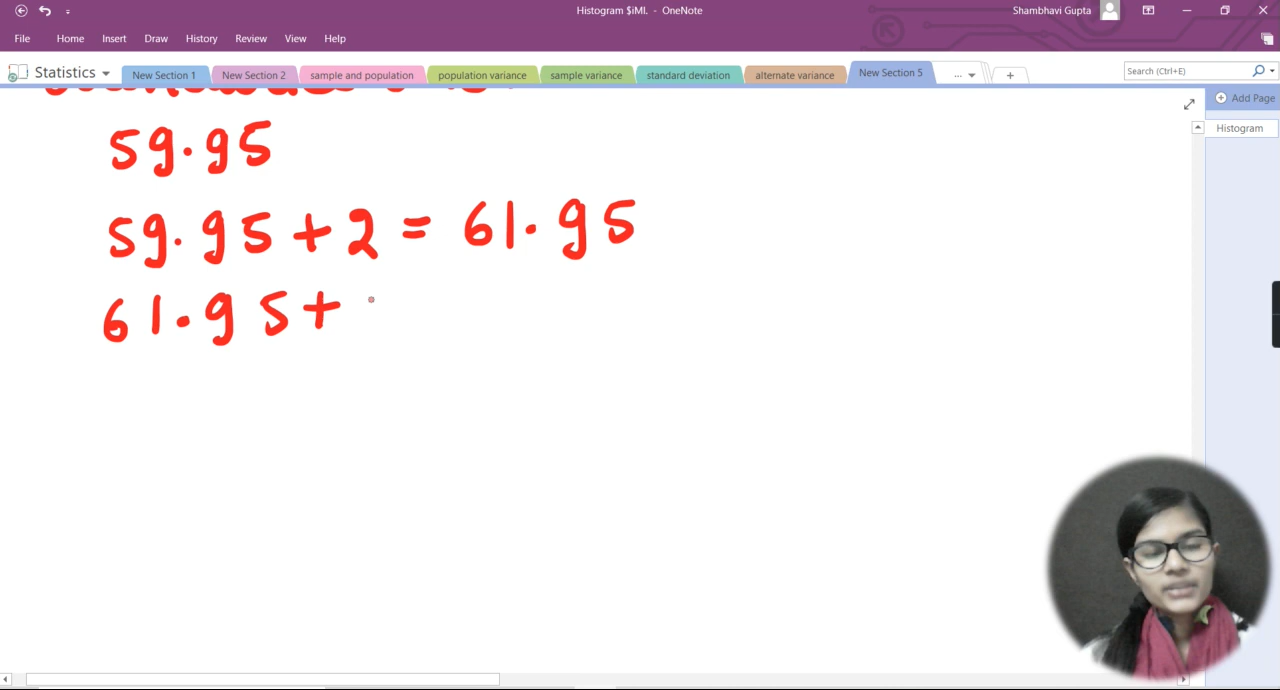 Histogram $iMl. - OneNote
Shambhavi Gupta
File Home Insert Draw History Review View Help
Statistics
New Section 1 New Section 2 sample and population population variance sample variance standard deviation alternate variance New Section 5 ... +
Search (Ctrl+E)
Add Page
Histogram
59.95
59.95 + 2 = 61.95
61.95 +